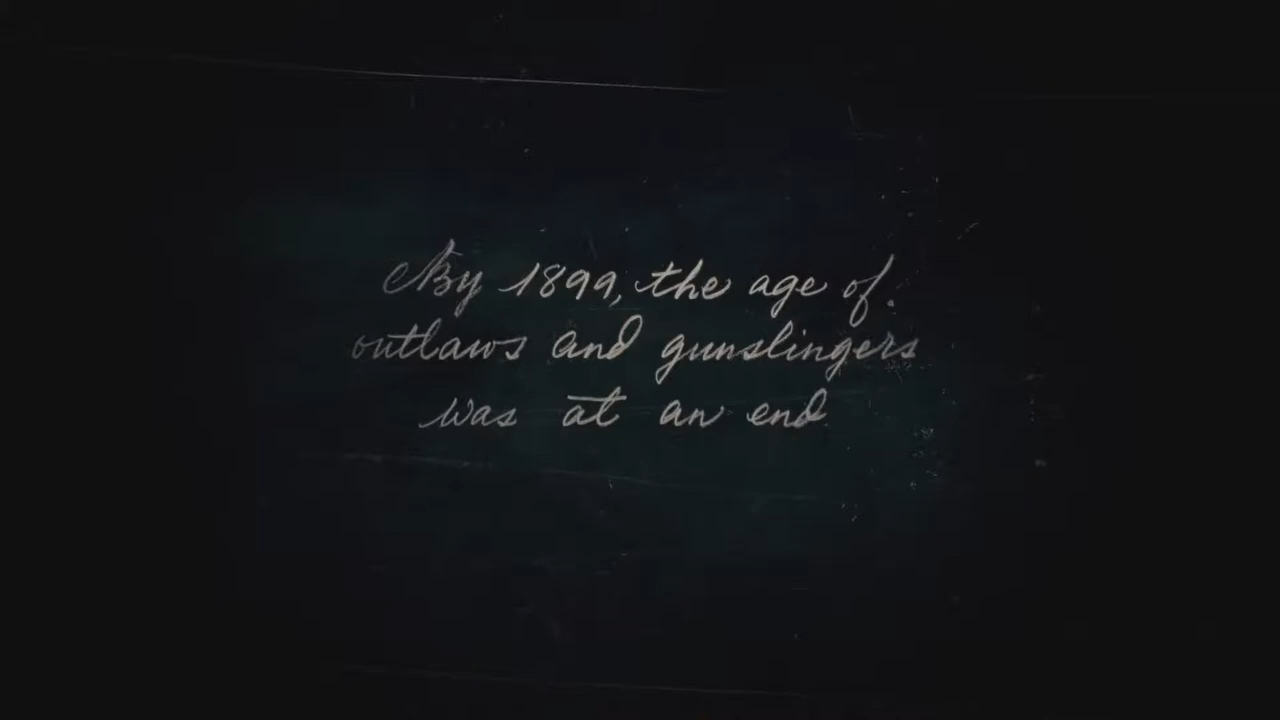 By 1899, the age of
outlaws and gunslingers
was at an end